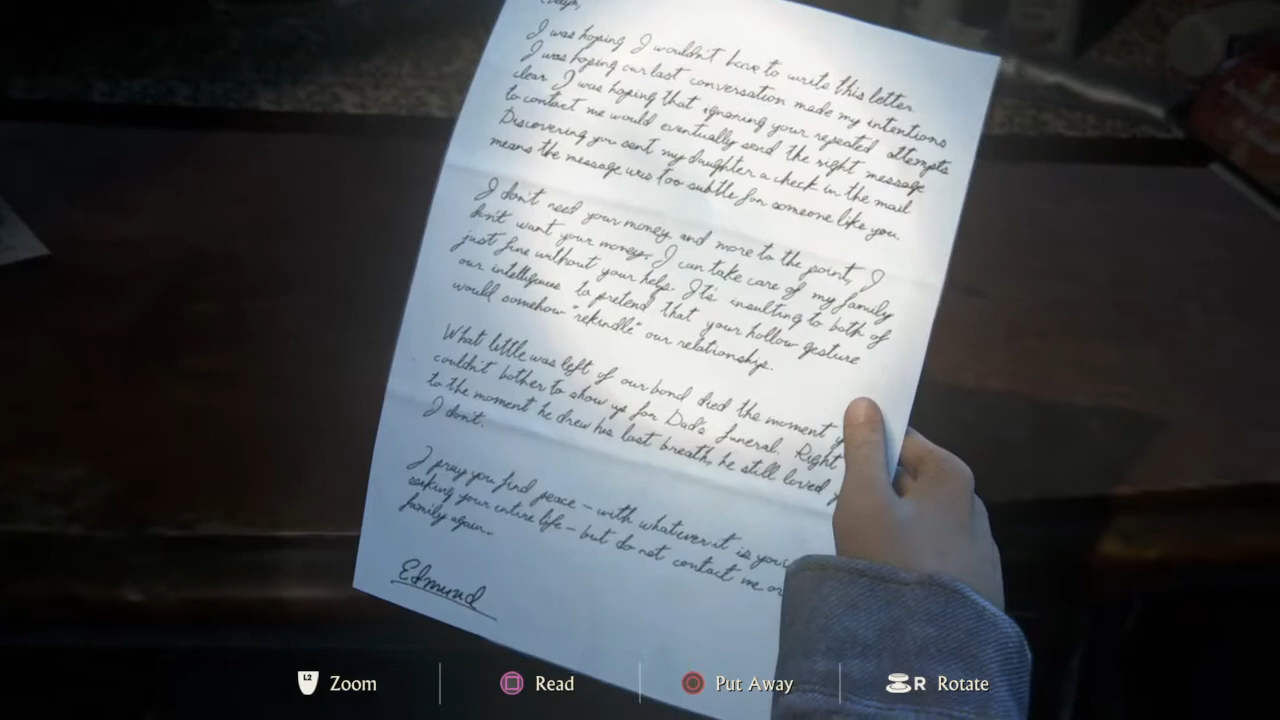 Evelyn,
I was hoping I wouldn't have to write this letter.
I was hoping our last conversation made my intentions
clear. I was hoping that ignoring your repeated attempts
to contact me would eventually send the right message
Discovering you sent my daughter a check in the mail
means the message was too subtle for someone like you.
I don't need your money, and more to the point, I
don't want your money. I can take care of my family
just fine without your help. It's insulting to both of
our intelligence to pretend that your hollow gesture
would somehow "rekindle" our relationship.
What little was left of our bond died the moment
couldn't bother to show up for Dad's funeral. Right
to the moment he drew his last breath, he still loved
I don't.
I pray you find peace – with whatever it is
seeking your entire life – but do not contact me or
family again.
Edmund
L2 Zoom
Read
Put Away
R Rotate